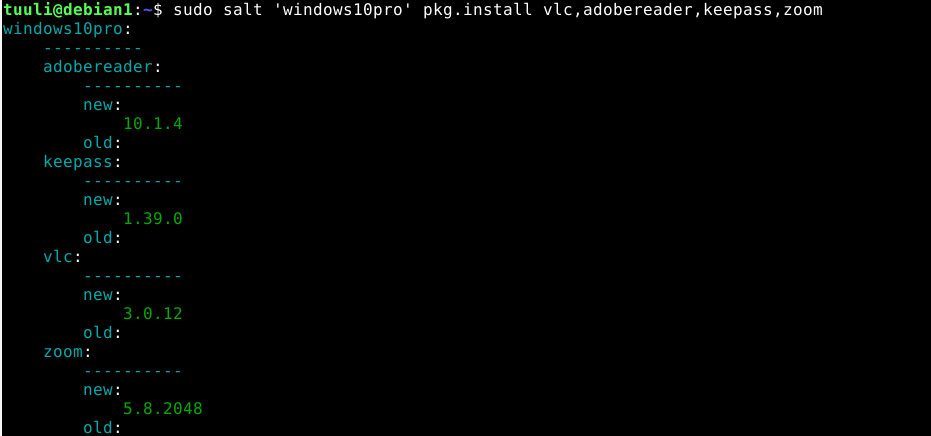 tuuli@debian1:~$ sudo salt 'windows10pro' pkg.install vlc,adobereader,keepass,zoom
windows10pro:
    ----------
    adobereader:
        ----------
        new:
            10.1.4
        old:
    keepass:
        ----------
        new:
            1.39.0
        old:
    vlc:
        ----------
        new:
            3.0.12
        old:
    zoom:
        ----------
        new:
            5.8.2048
        old: